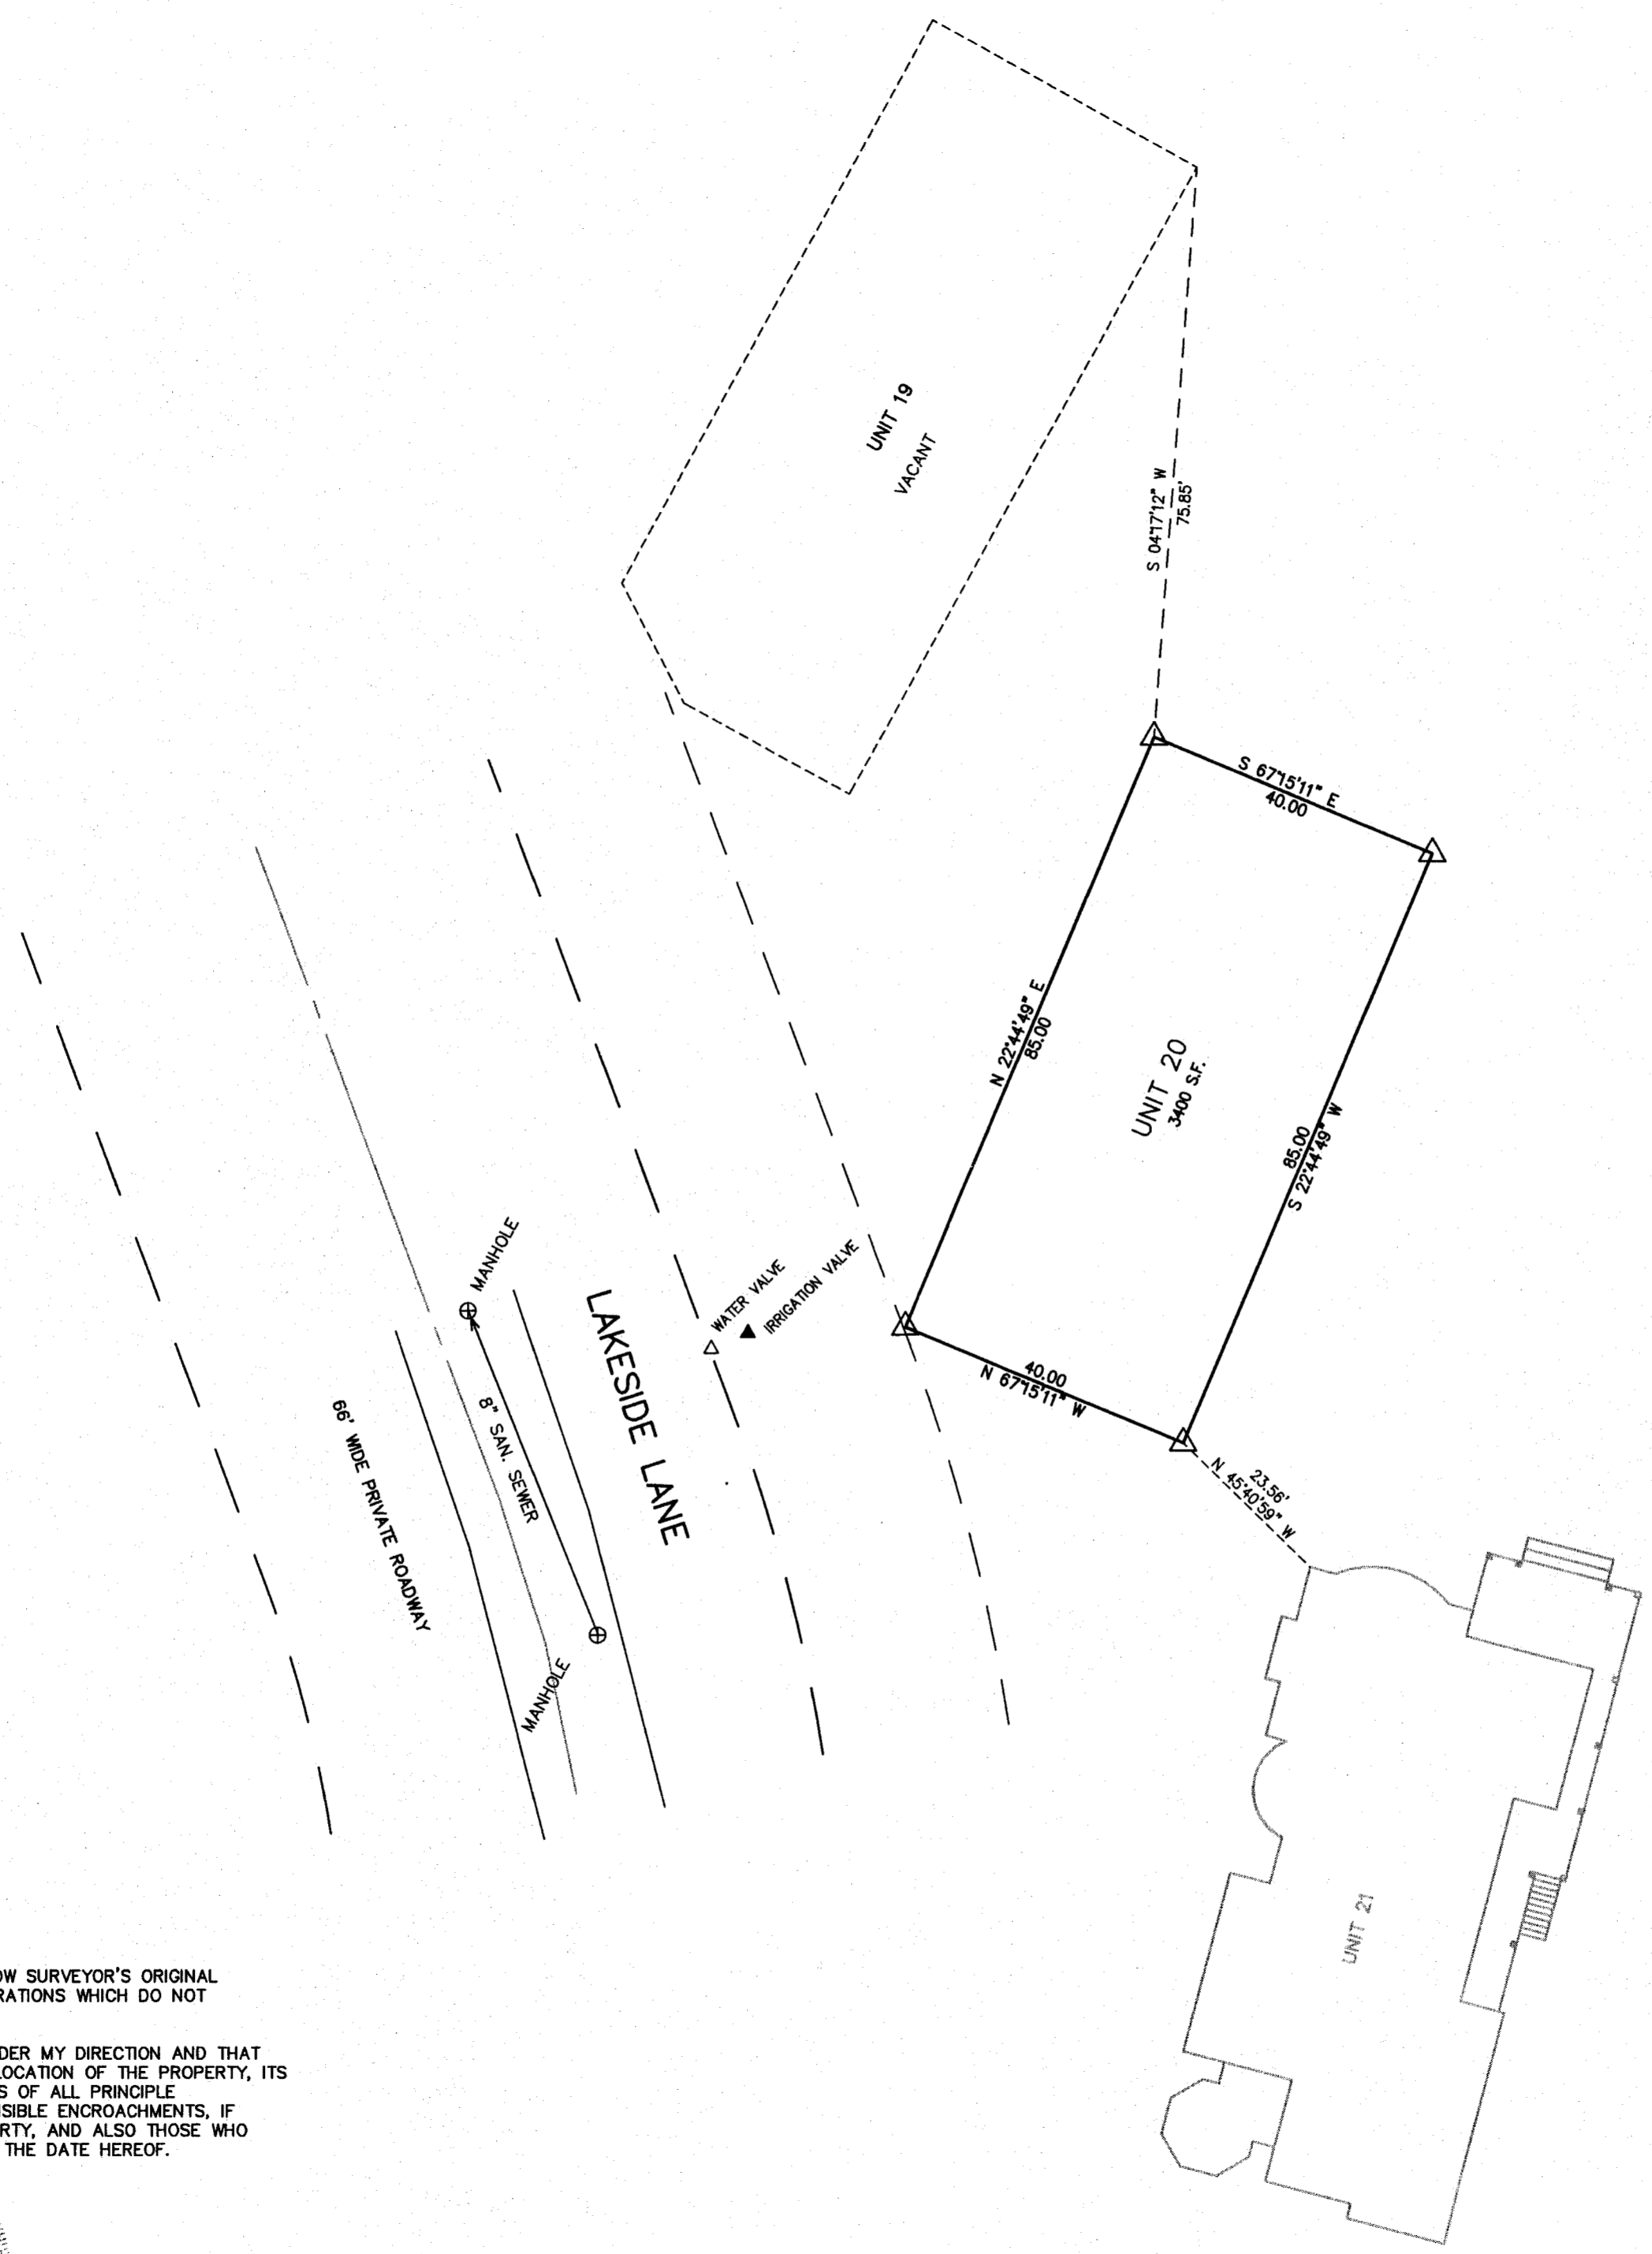 UNIT 19
VACANT
S 04°17'12" W
75.85'
S 67°15'11" E
40.00
N 22°44'49" E
85.00
UNIT 20
3400 S.F.
85.00
S 22°44'49" W
MANHOLE
WATER VALVE
IRRIGATION VALVE
LAKESIDE LANE
40.00
N 67°15'11" W
8" SAN. SEWER
66' WIDE PRIVATE ROADWAY
23.56'
N 45°40'59" W
MANHOLE
UNIT 21
OW SURVEYOR'S ORIGINAL
RATIONS WHICH DO NOT
DER MY DIRECTION AND THAT
LOCATION OF THE PROPERTY, ITS
S OF ALL PRINCIPLE
SIBLE ENCROACHMENTS, IF
RTY, AND ALSO THOSE WHO
THE DATE HEREOF.